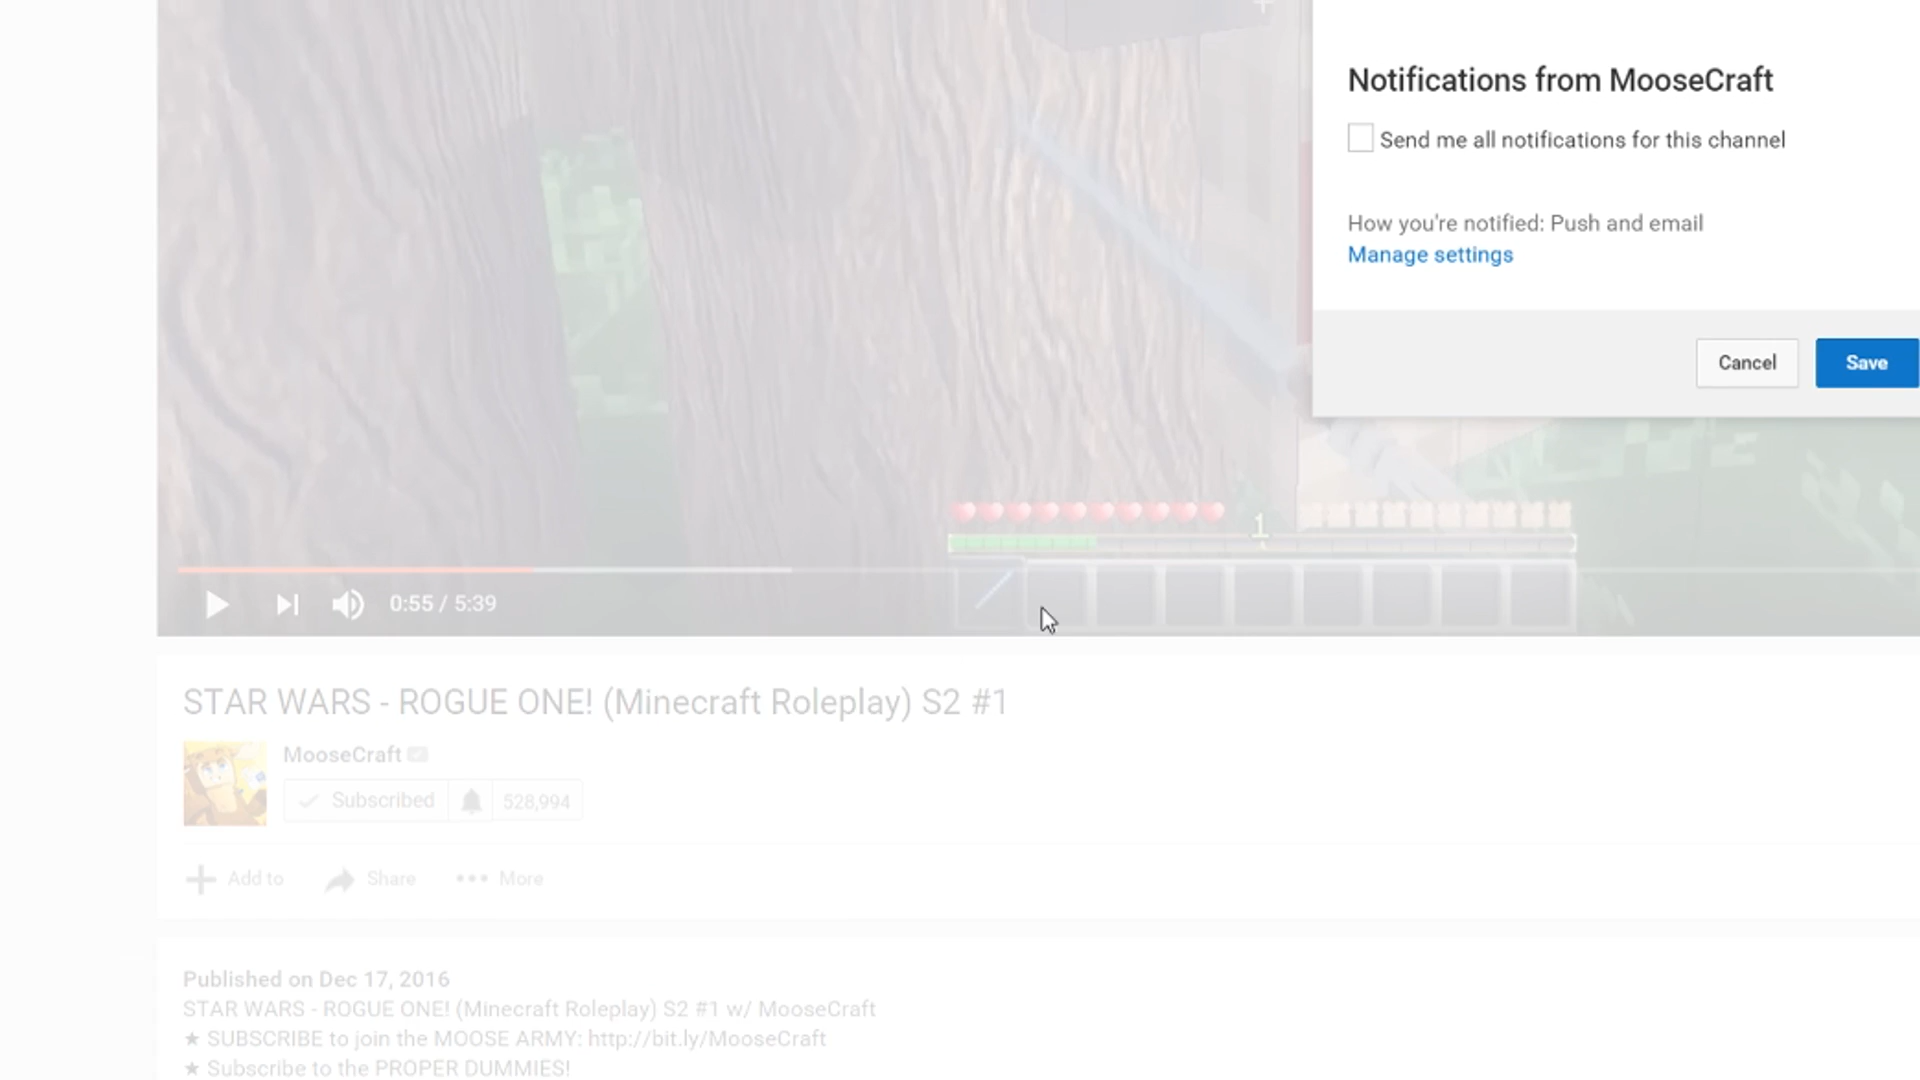 Notifications from MooseCraft
Send me all notifications for this channel
How you're notified: Push and email
Manage settings
Cancel
Save
1
0:55 / 5:39
STAR WARS - ROGUE ONE! (Minecraft Roleplay) S2 #1
MooseCraft
Subscribed
528,994
Add to
Share
More
Published on Dec 17, 2016
STAR WARS - ROGUE ONE! (Minecraft Roleplay) S2 #1 w/ MooseCraft
★ SUBSCRIBE to join the MOOSE ARMY: http://bit.ly/MooseCraft
★ Subscribe to the PROPER DUMMIES!